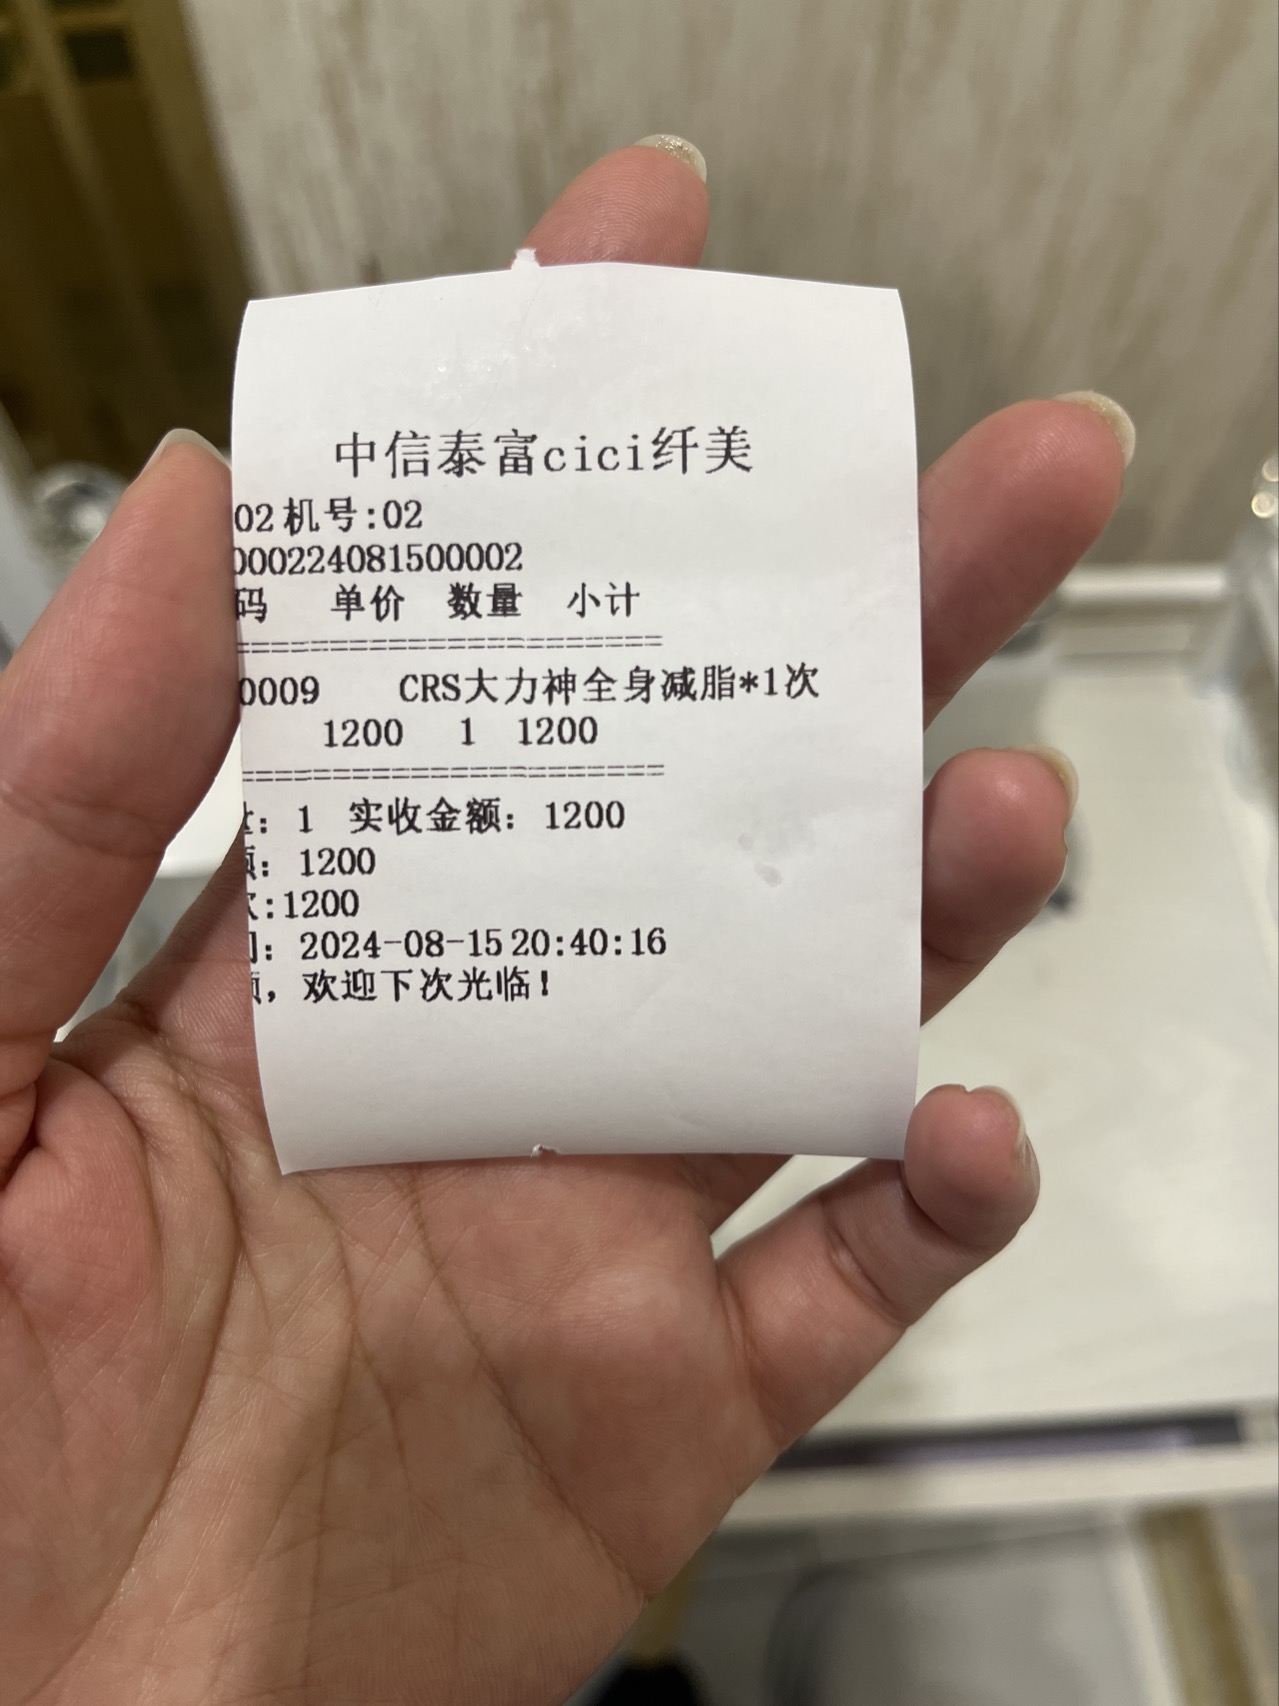 中信泰富cici纤美
02 机号:02
000224081500002
码 单价 数量 小计
======================
0009 CRS大力神全身减脂*1次
1200 1 1200
======================
: 1 实收金额: 1200
: 1200
:1200
: 2024-08-15 20:40:16
, 欢迎下次光临!